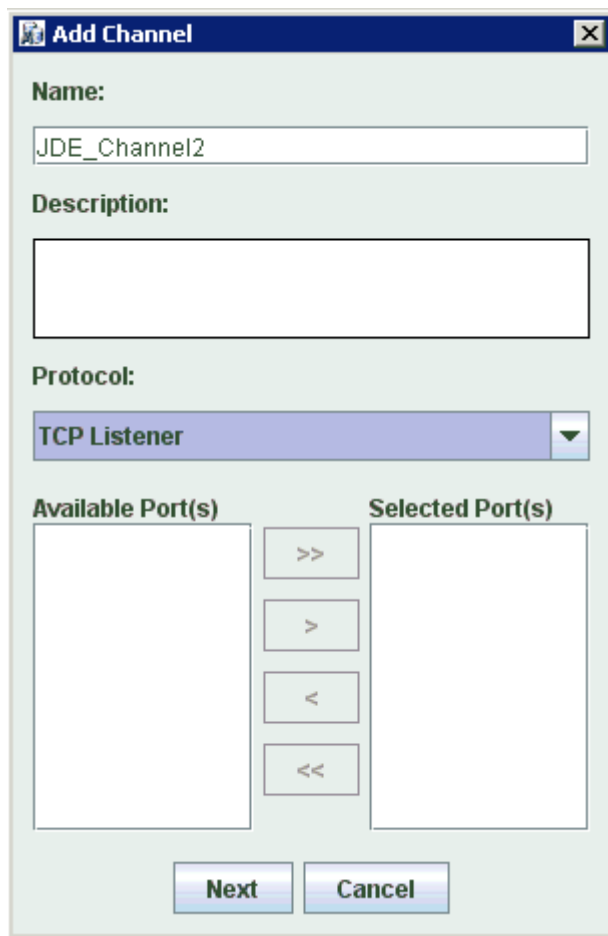 Add Channel
Name:
JDE_Channel2
Description:
Protocol:
TCP Listener
Available Port(s) Selected Port(s)
>>
>
<
<<
Next Cancel